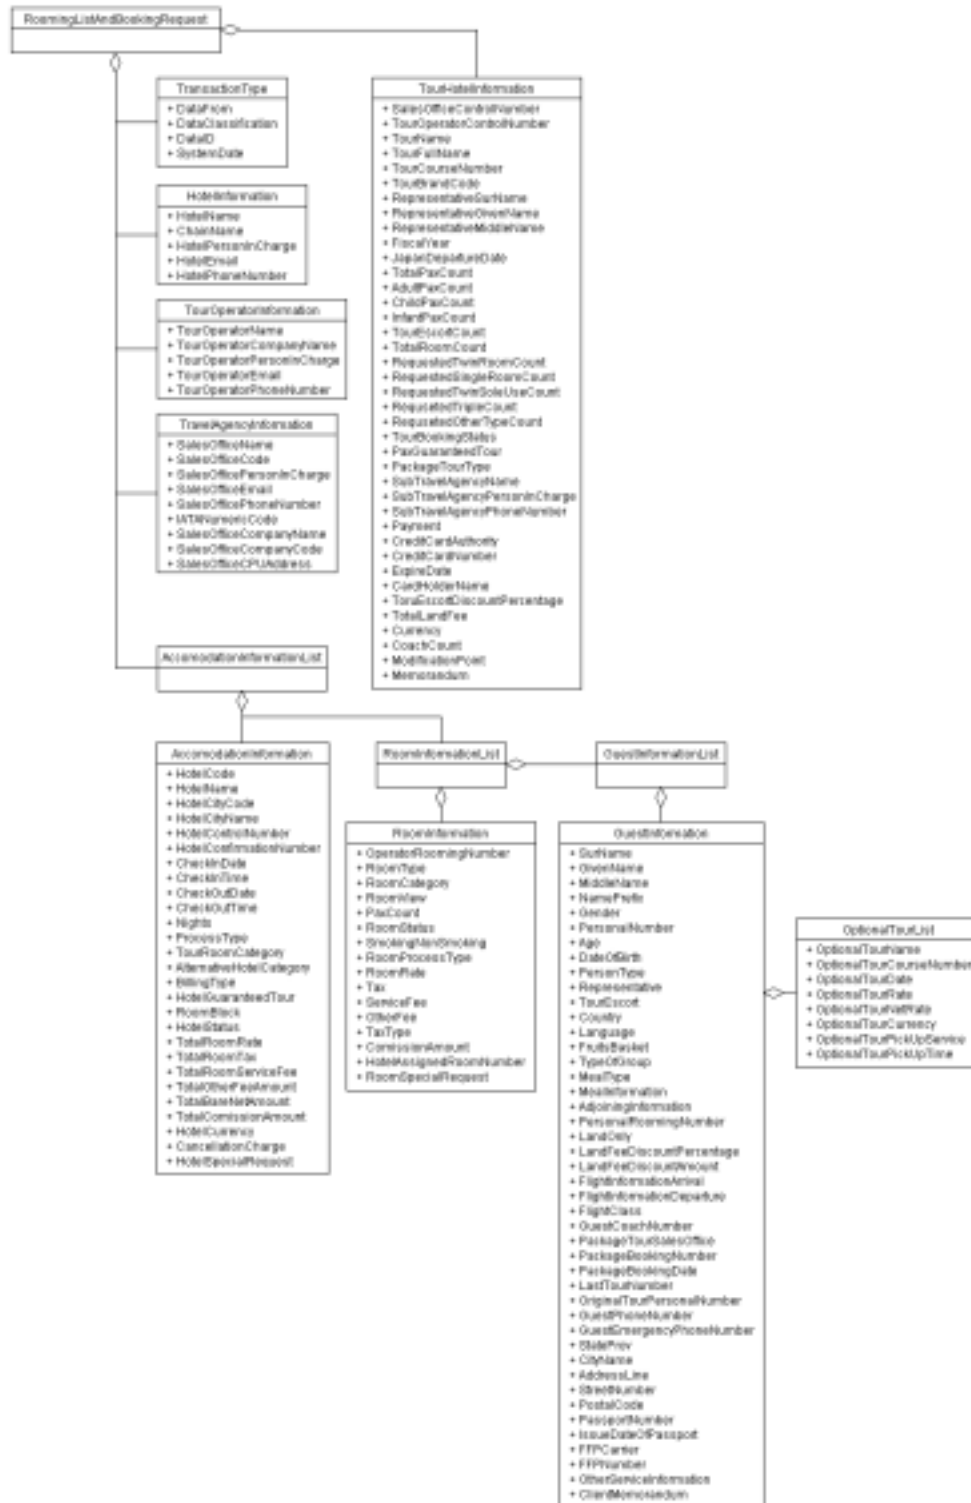 RoomingListAndBookingRequest
TransactionType
+ DataFrom
+ DataClassification
+ DataID
+ SystemDate
HotelInformation
+ HotelName
+ ChainName
+ HotelPersonInCharge
+ HotelEmail
+ HotelPhoneNumber
TourOperatorInformation
+ TourOperatorName
+ TourOperatorCompanyName
+ TourOperatorPersonInCharge
+ TourOperatorEmail
+ TourOperatorPhoneNumber
TravelAgencyInformation
+ SalesOfficeName
+ SalesOfficeCode
+ SalesOfficePersonInCharge
+ SalesOfficeEmail
+ SalesOfficePhoneNumber
+ IATANumericCode
+ SalesOfficeCompanyName
+ SalesOfficeCompanyCode
+ SalesOfficeCPUAddress
TourHotelInformation
+ SalesOfficeControlNumber
+ TourOperatorControlNumber
+ TourName
+ TourFullName
+ TourCourseNumber
+ TourBrandCode
+ RepresentativeSurName
+ RepresentativeGivenName
+ RepresentativeMiddleName
+ FiscalYear
+ JapanDepartureDate
+ TotalPaxCount
+ AdultPaxCount
+ ChildPaxCount
+ InfantPaxCount
+ TourEscortCount
+ TotalRoomCount
+ RequestedTwinRoomCount
+ RequestedSingleRoomCount
+ RequestedTwinSoleUseCount
+ RequsetedTripleCount
+ RequsetedOtherTypeCount
+ TourBookingStatus
+ PaxGuaranteedTour
+ PackageTourType
+ SubTravelAgencyName
+ SubTravelAgencyPersonInCharge
+ SubTravelAgencyPhoneNumber
+ Payment
+ CreditCardAuthority
+ CreditCardNumber
+ ExpireDate
+ CardHolderName
+ ToruEscortDiscountPercentage
+ TotalLandFee
+ Currency
+ CoachCount
+ ModificationPoint
+ Memorandum
AccomodationInformationList
AccomodationInformation
+ HotelCode
+ HotelName
+ HotelCityCode
+ HotelCityName
+ HotelControlNumber
+ HotelConfirmationNumber
+ CheckInDate
+ CheckInTime
+ CheckOutDate
+ CheckOutTime
+ Nights
+ ProcessType
+ TourRoomCategory
+ AlternativeHotelCategory
+ BillingType
+ HotelGuaranteedTour
+ RoomBlock
+ HotelStatus
+ TotalRoomRate
+ TotalRoomTax
+ TotalRoomServiceFee
+ TotalOtherFeeAmount
+ TotalBareNetAmount
+ TotalComissionAmount
+ HotelCurrency
+ CancellationCharge
+ HotelSpecialRequest
RoomInformationList
RoomInformation
+ OperatorRoomingNumber
+ RoomType
+ RoomCategory
+ RoomView
+ PaxCount
+ RoomStatus
+ SmokingNonSmoking
+ RoomProcessType
+ RoomRate
+ Tax
+ ServiceFee
+ OtherFee
+ TaxType
+ ComissionAmount
+ HotelAssignedRoomNumber
+ RoomSpecialRequest
GuestInformationList
GuestInformation
+ SurName
+ GivenName
+ MiddleName
+ NamePrefix
+ Gender
+ PersonalNumber
+ Age
+ DateOfBirth
+ PersonType
+ Representative
+ TourEscort
+ Country
+ Language
+ FruitsBasket
+ TypeOfGroup
+ MealType
+ MealInformation
+ AdjoiningInformation
+ PersonalRoomingNumber
+ LandOnly
+ LandFeeDiscountPercentage
+ LandFeeDiscountAmount
+ FlightInformationArrival
+ FlightInformationDeparture
+ FlightClass
+ GuestCoachNumber
+ PackageTourSalesOffice
+ PackageBookingNumber
+ PackageBookingDate
+ LastTourNumber
+ OriginalTourPersonalNumber
+ GuestPhoneNumber
+ GuestEmergencyPhoneNumber
+ StateProv
+ CityName
+ AddressLine
+ StreetNumber
+ PostalCode
+ PassportNumber
+ IssueDateOfPassport
+ FFPCarrier
+ FFPNumber
+ OtherServiceInformation
+ ClientMemorandum
OptionalTourList
+ OptionalTourName
+ OptionalTourCourseNumber
+ OptionalTourDate
+ OptionalTourRate
+ OptionalTourNetRate
+ OptionalTourCurrency
+ OptionalTourPickUpService
+ OptionalTourPickUpTime